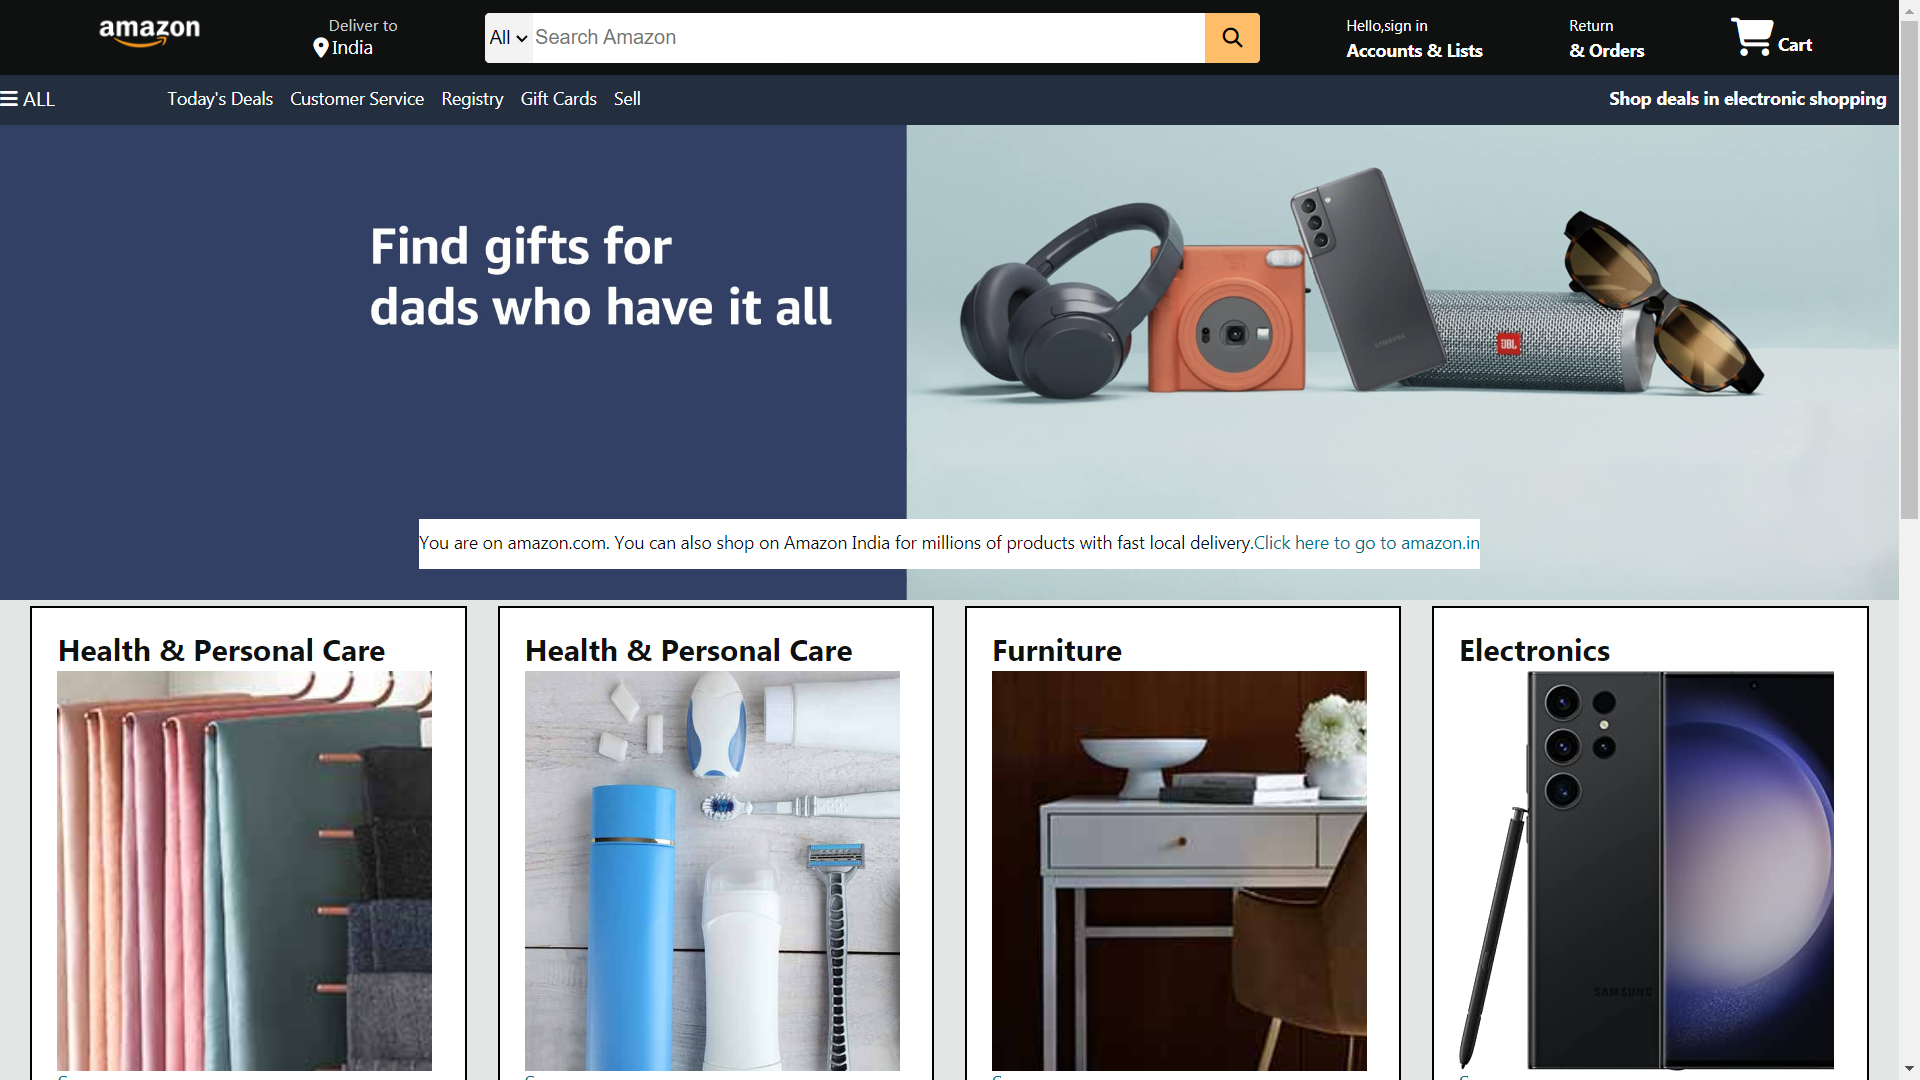 amazon
Deliver to
India
All
Search Amazon
Hello,sign in
Accounts & Lists
Return
& Orders
Cart
ALL
Today's Deals
Customer Service
Registry
Gift Cards
Sell
Shop deals in electronic shopping
Find gifts for
dads who have it all
SAMSUNG
JBL
You are on amazon.com. You can also shop on Amazon India for millions of products with fast local delivery.Click here to go to amazon.in
Health & Personal Care
Health & Personal Care
Furniture
Electronics
SAMSUNG